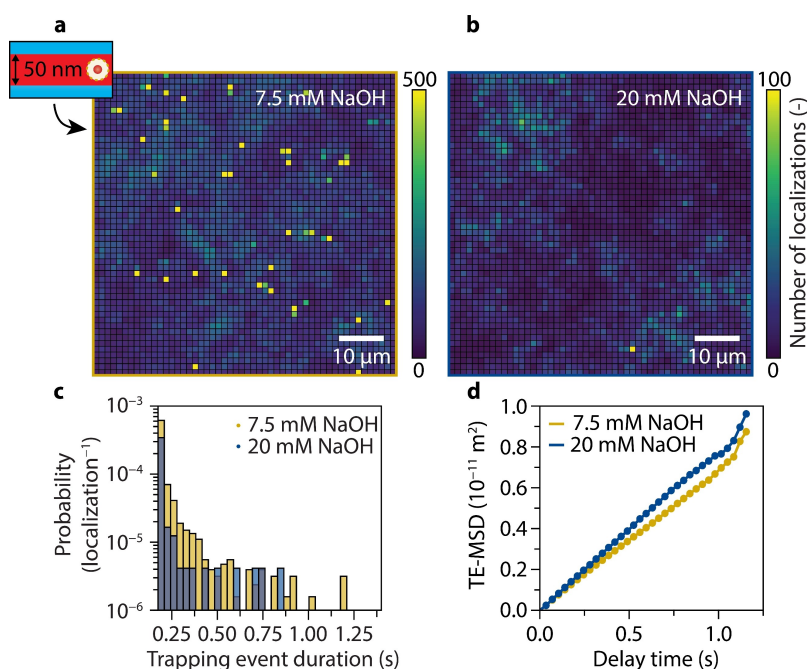 a
b
50 nm
7.5 mM NaOH
500
0
10 µm
20 mM NaOH
100
0
10 µm
Number of localizations (-)
c
10⁻³
10⁻⁴
10⁻⁵
10⁻⁶
Probability
(localization⁻¹)
7.5 mM NaOH
20 mM NaOH
0.25 0.50 0.75 1.00 1.25
Trapping event duration (s)
d
1.0
0.8
0.6
0.4
0.2
0.0
TE-MSD (10⁻¹¹ m²)
7.5 mM NaOH
20 mM NaOH
0.0 0.5 1.0
Delay time (s)